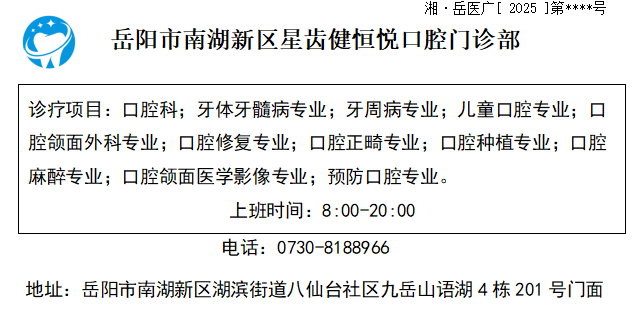 湘·岳医广[ 2025 ]第****号
岳阳市南湖新区星齿健恒悦口腔门诊部
诊疗项目：口腔科；牙体牙髓病专业；牙周病专业；儿童口腔专业；口
腔颌面外科专业；口腔修复专业；口腔正畸专业；口腔种植专业；口腔
麻醉专业；口腔颌面医学影像专业；预防口腔专业。
上班时间：8:00-20:00
电话：0730-8188966
地址：岳阳市南湖新区湖滨街道八仙台社区九岳山语湖 4 栋 201 号门面